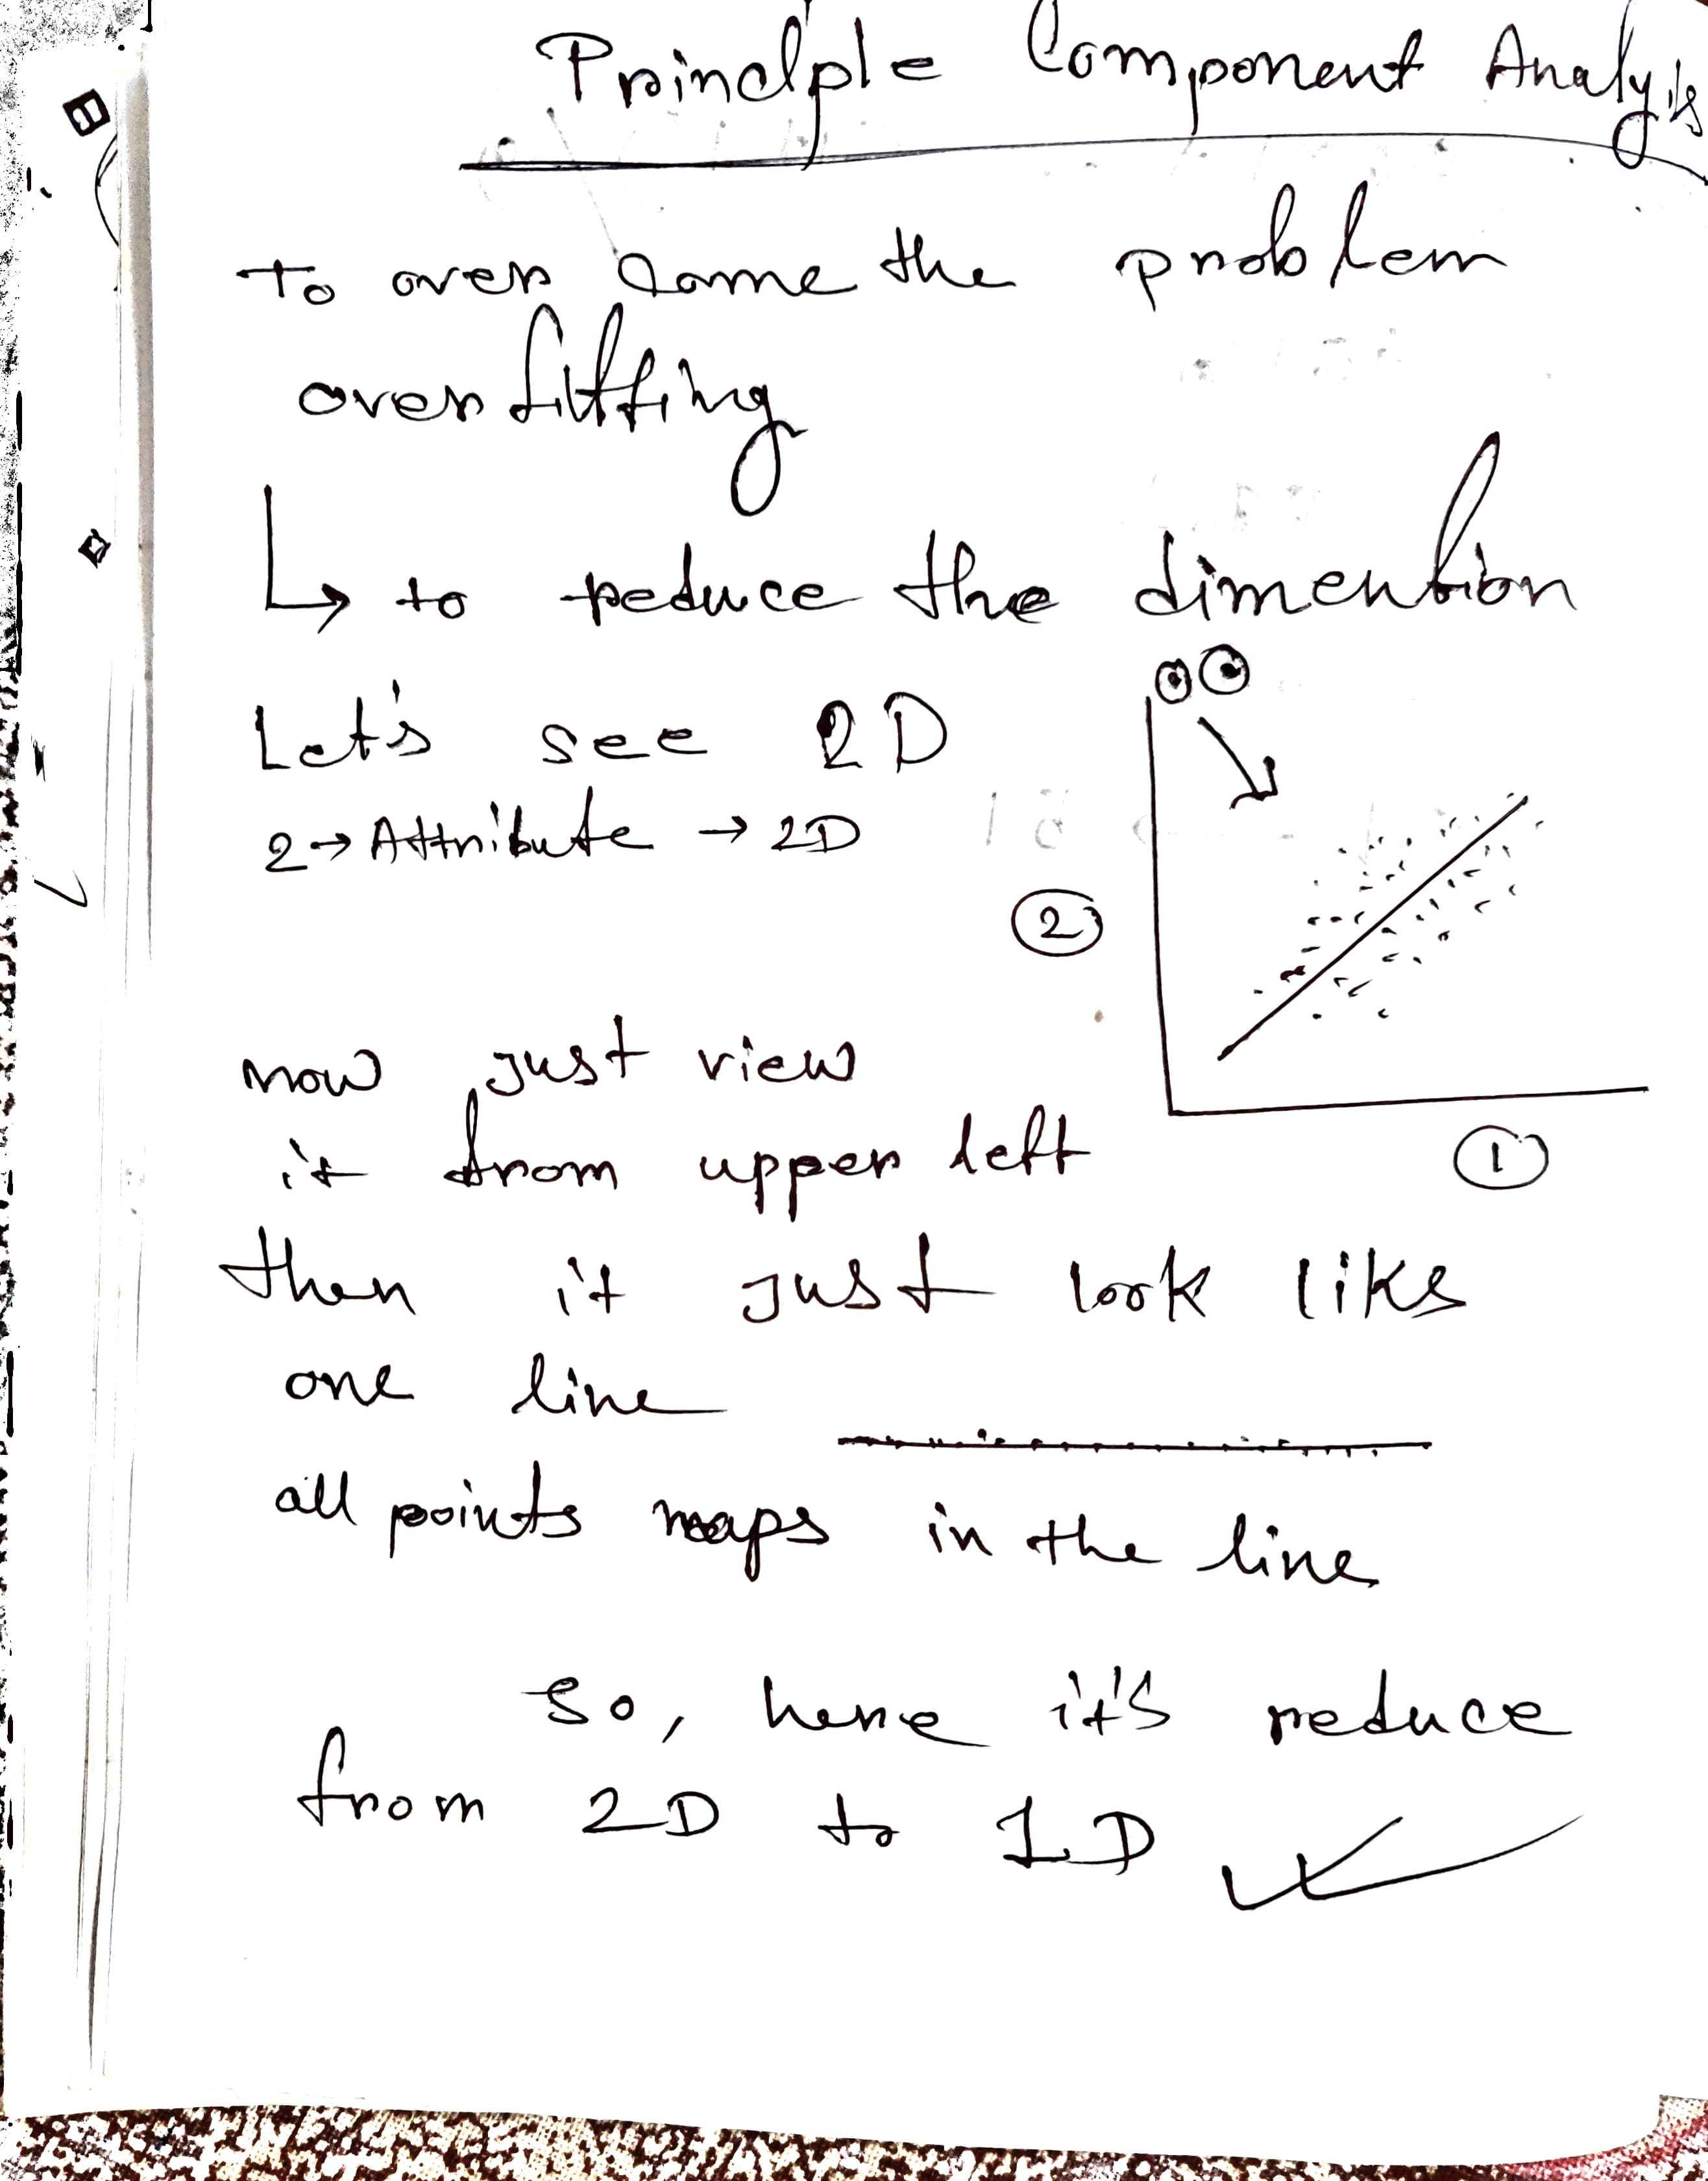 Principle Component Analysis
To over come the problem
over fitting
↳ to reduce the dimention
Let's see 2D
2 → Attribute → 2D
2
now just view
it from upper left
1
then it just look like
one line
all points maps in the line
So, here it's reduce
from 2D to 1D ✓